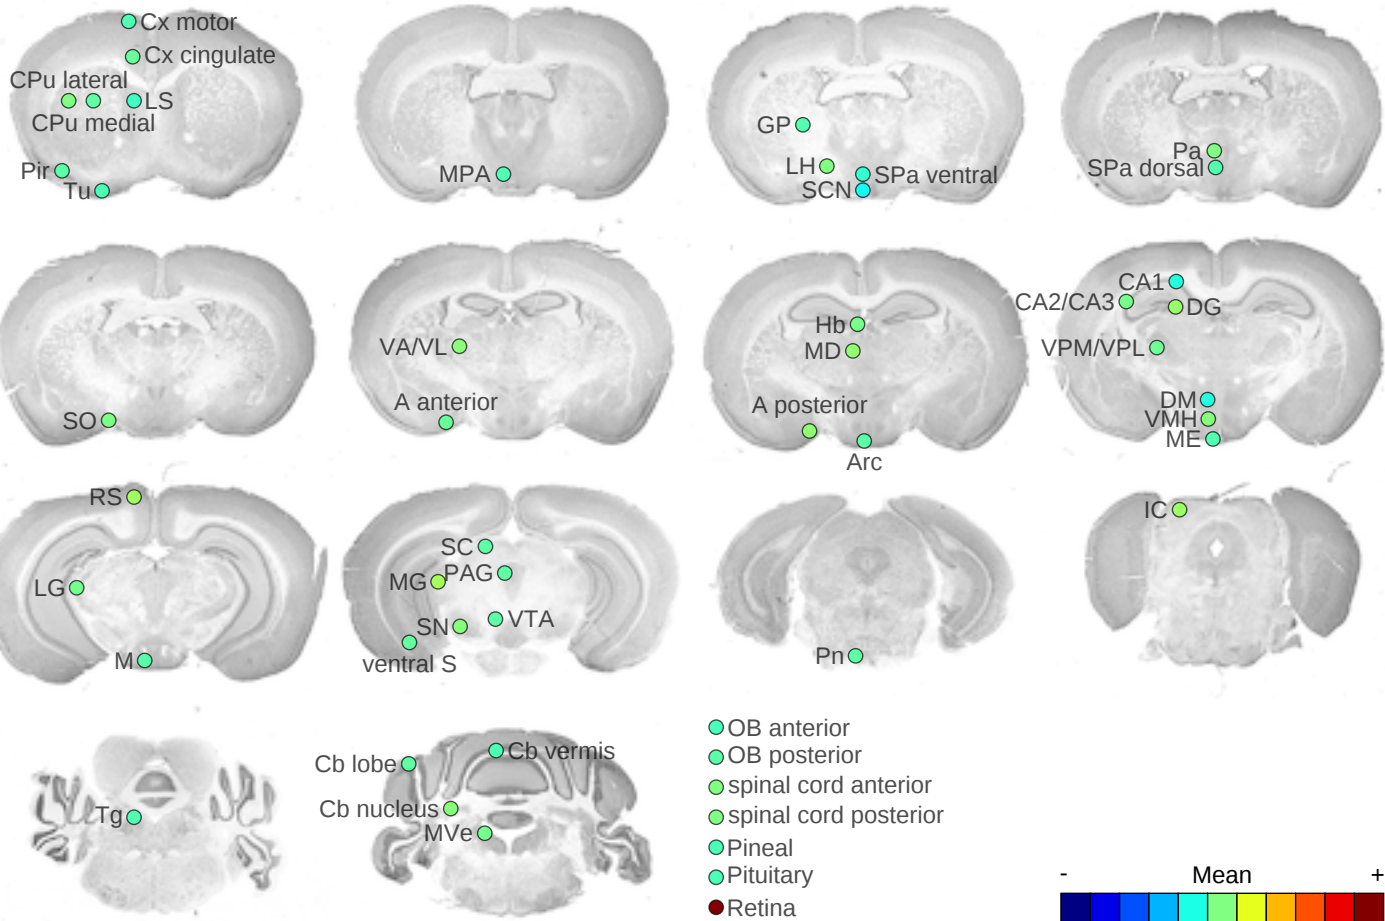 Cx motor
Cx cingulate
CPu lateral
LS
CPu medial
Pir
Tu
MPA
GP
LH
SPa ventral
SCN
Pa
SPa dorsal
SO
VA/VL
A anterior
Hb
MD
A posterior
Arc
CA1
CA2/CA3
DG
VPM/VPL
DM
VMH
ME
RS
LG
M
SC
MG
PAG
SN
VTA
ventral S
Pn
IC
Tg
Cb lobe
Cb vermis
Cb nucleus
MVe
OB anterior
OB posterior
spinal cord anterior
spinal cord posterior
Pineal
Pituitary
Retina
- Mean +